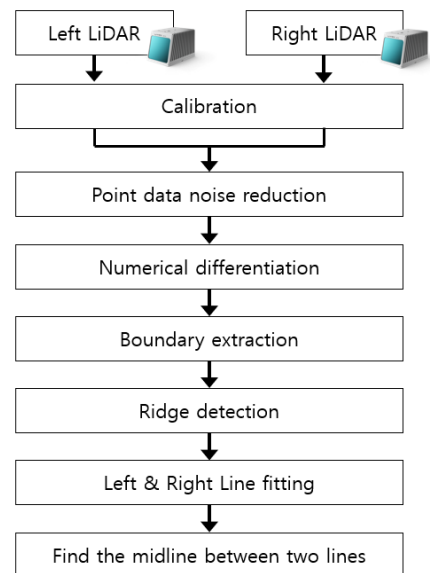 Left LiDAR
Right LiDAR
Calibration
Point data noise reduction
Numerical differentiation
Boundary extraction
Ridge detection
Left & Right Line fitting
Find the midline between two lines